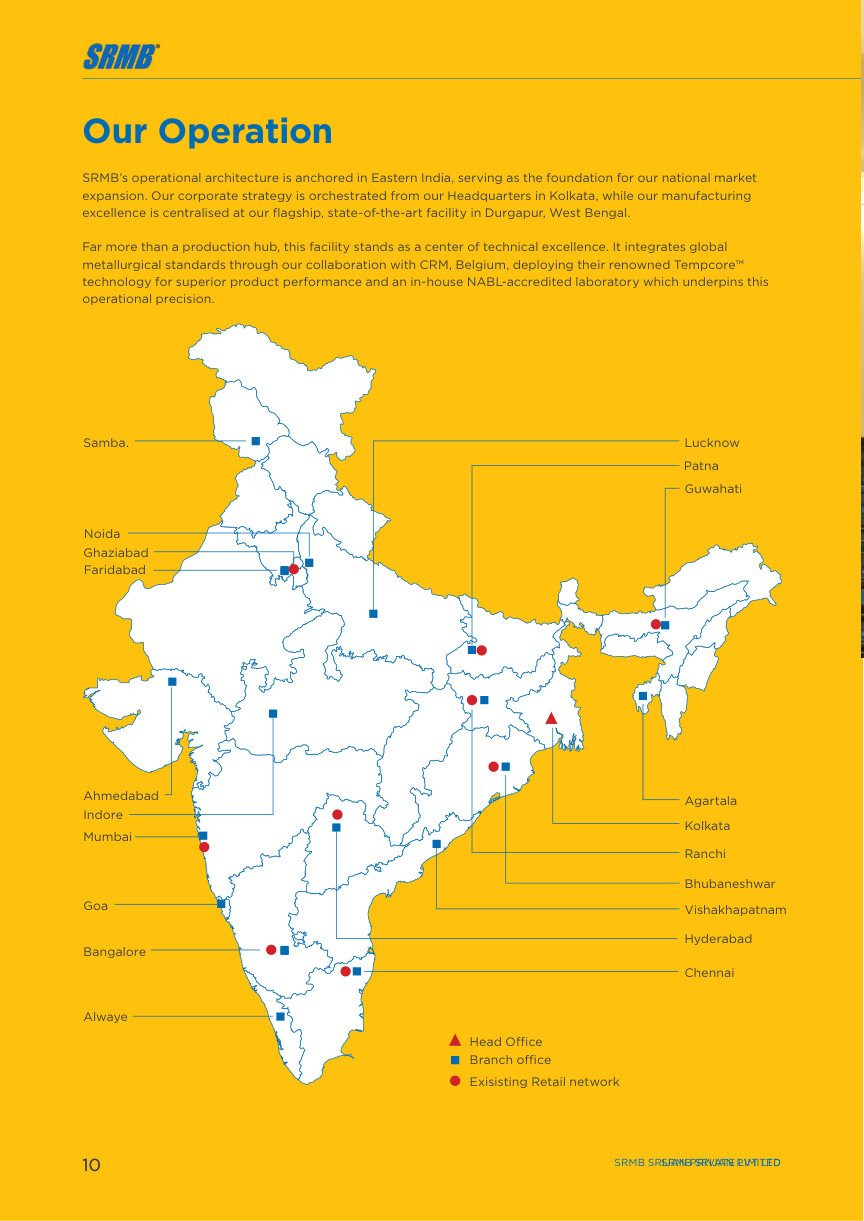 SRMB
Our Operation
SRMB's operational architecture is anchored in Eastern India, serving as the foundation for our national market
expansion. Our corporate strategy is orchestrated from our Headquarters in Kolkata, while our manufacturing
excellence is centralised at our flagship, state-of-the-art facility in Durgapur, West Bengal.
Far more than a production hub, this facility stands as a center of technical excellence. It integrates global
metallurgical standards through our collaboration with CRM, Belgium, deploying their renowned Tempcore™
technology for superior product performance and an in-house NABL-accredited laboratory which underpins this
operational precision.
Samba.
Noida
Ghaziabad
Faridabad
Ahmedabad
Indore
Mumbai
Goa
Bangalore
Alwaye
Lucknow
Patna
Guwahati
Agartala
Kolkata
Ranchi
Bhubaneshwar
Vishakhapatnam
Hyderabad
Chennai
Head Office
Branch office
Exisisting Retail network
10
SRMB